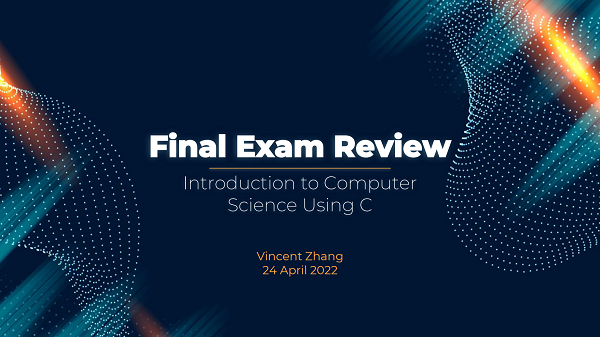 Final Exam Review
Introduction to Computer
Science Using C
Vincent Zhang
24 April 2022